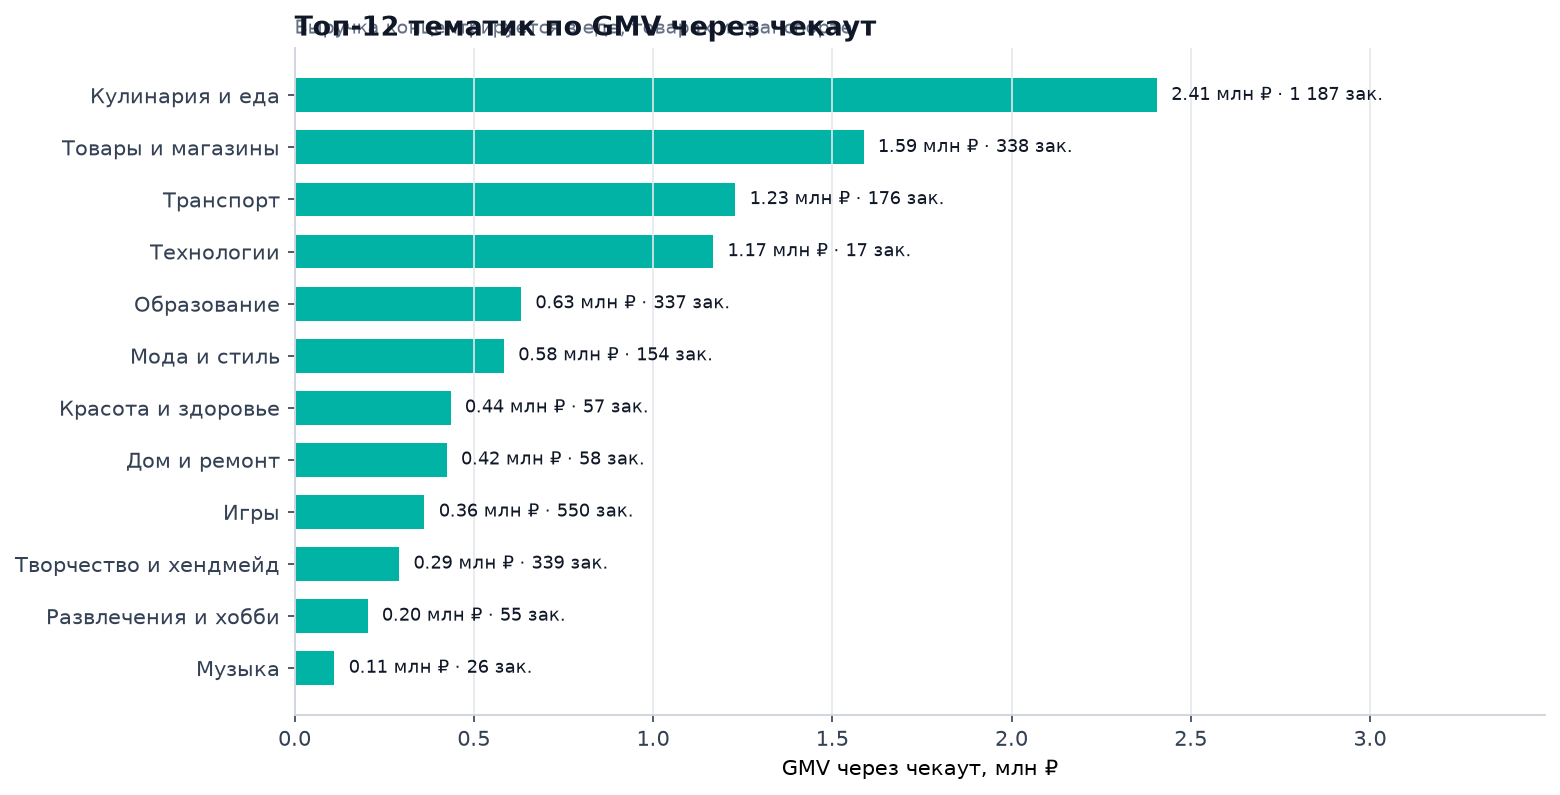 Топ-12 тематик по GMV через чекаут
Выручка концентрируется в еде, товарах и транспорте
Кулинария и еда
2.41 млн ₽ · 1 187 зак.
Товары и магазины
1.59 млн ₽ · 338 зак.
Транспорт
1.23 млн ₽ · 176 зак.
Технологии
1.17 млн ₽ · 17 зак.
Образование
0.63 млн ₽ · 337 зак.
Мода и стиль
0.58 млн ₽ · 154 зак.
Красота и здоровье
0.44 млн ₽ · 57 зак.
Дом и ремонт
0.42 млн ₽ · 58 зак.
Игры
0.36 млн ₽ · 550 зак.
Творчество и хендмейд
0.29 млн ₽ · 339 зак.
Развлечения и хобби
0.20 млн ₽ · 55 зак.
Музыка
0.11 млн ₽ · 26 зак.
0.0 0.5 1.0 1.5 2.0 2.5 3.0
GMV через чекаут, млн ₽